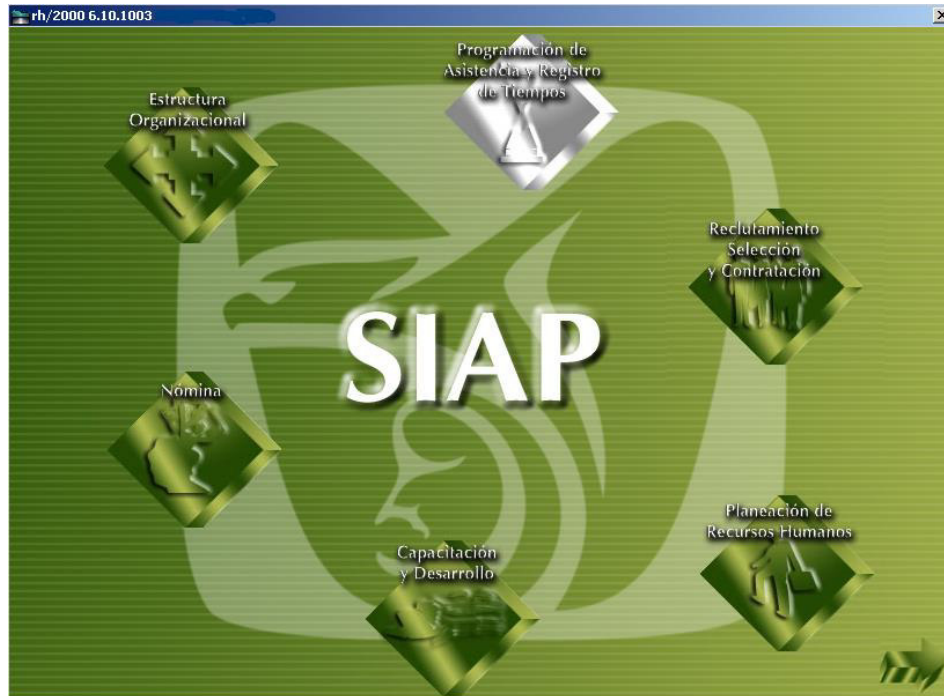 rh/2000 6.10.1003
Programación de
Asistencia y Registro
de Tiempos
Estructura
Organizacional
Reclutamiento
Selección
y Contratación
SIAP
Nómina
Planeación de
Recursos Humanos
Capacitación
y Desarrollo